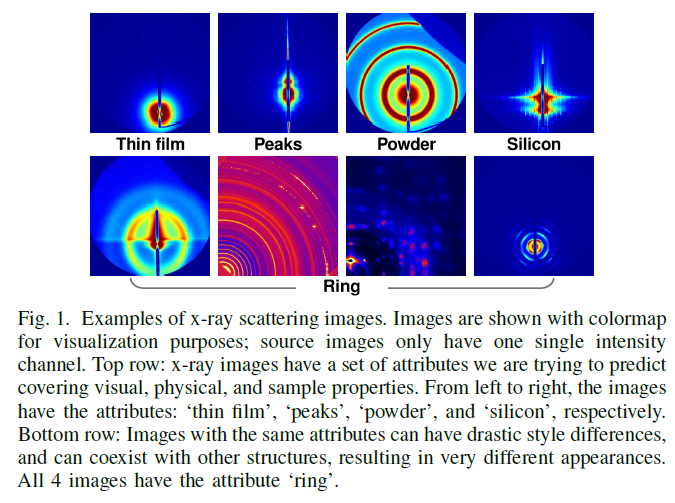 Thin film Peaks Powder Silicon
Ring
Fig. 1. Examples of x-ray scattering images. Images are shown with colormap
for visualization purposes; source images only have one single intensity
channel. Top row: x-ray images have a set of attributes we are trying to predict
covering visual, physical, and sample properties. From left to right, the images
have the attributes: ‘thin film’, ‘peaks’, ‘powder’, and ‘silicon’, respectively.
Bottom row: Images with the same attributes can have drastic style differences,
and can coexist with other structures, resulting in very different appearances.
All 4 images have the attribute ‘ring’.